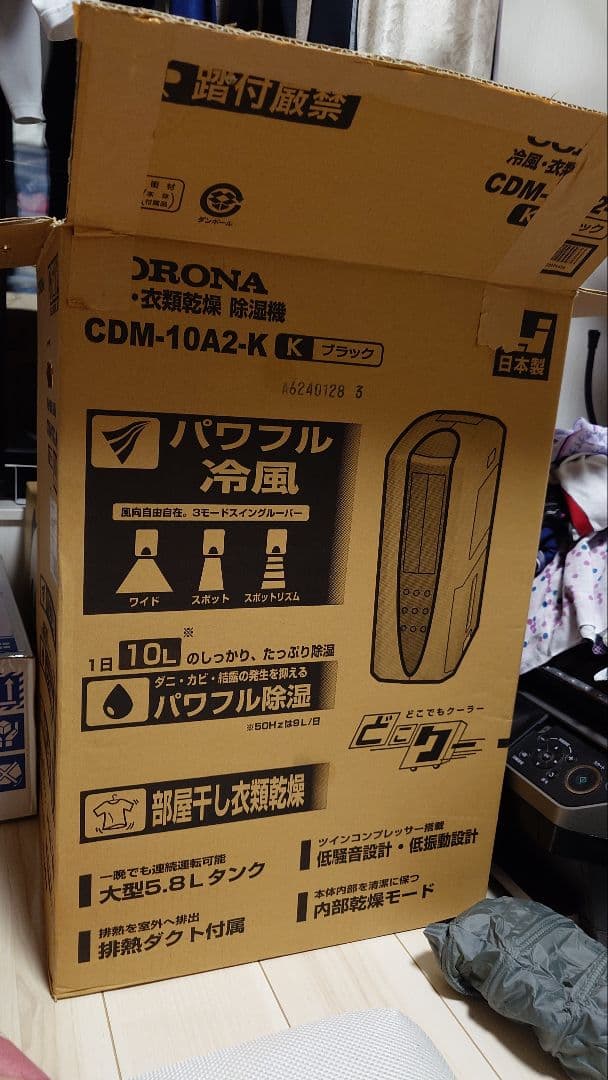 踏付厳禁
ダンボール
冷風・衣
CDM-
K
ック
ORONA
・衣類乾燥 除湿機
CDM-10A2-K K ブラック
日本製
A6240128 3
パワフル
冷風
風向自由自在。3モードスイングルーバー
ワイド スポット スポットリズム
1日 10L※ のしっかり、たっぷり除湿
ダニ・カビ・結露の発生を抑える
パワフル除湿
※50Hzは9L/日
どこでもクーラー
どこクー
部屋干し衣類乾燥
一晩でも連続運転可能
大型5.8Lタンク
ツインコンプレッサー搭載
低騒音設計・低振動設計
排熱を室外へ排出
排熱ダクト付属
本体内部を清潔に保つ
内部乾燥モード